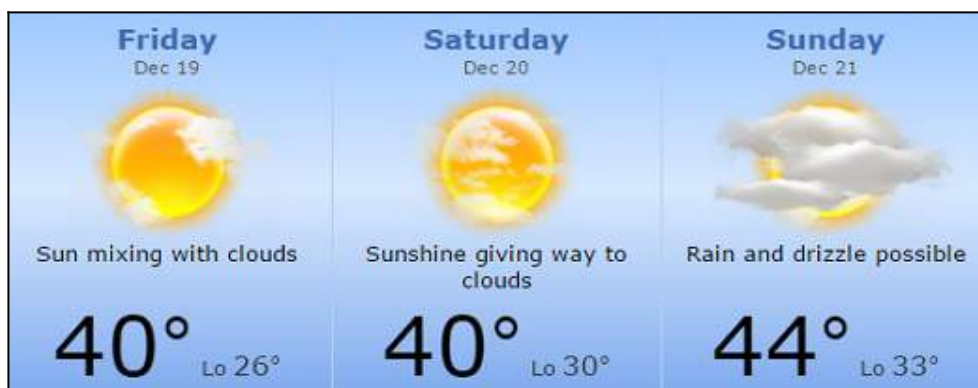 Friday
Dec 19
Sun mixing with clouds
40° Lo 26°
Saturday
Dec 20
Sunshine giving way to
clouds
40° Lo 30°
Sunday
Dec 21
Rain and drizzle possible
44° Lo 33°